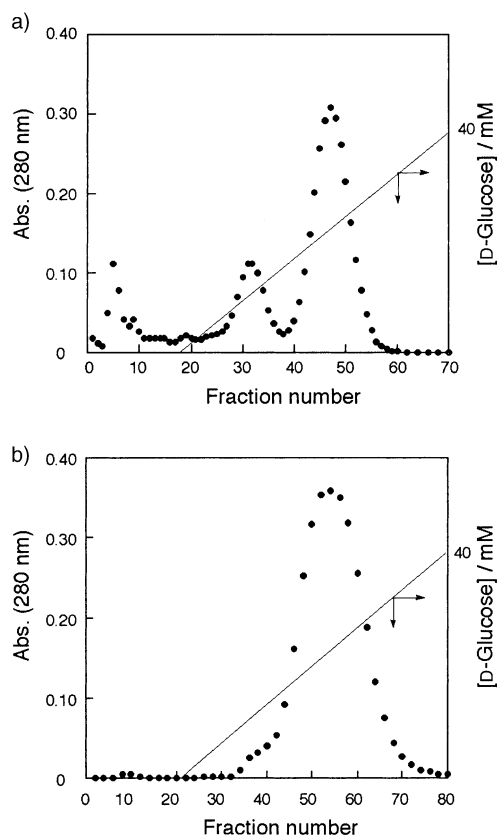 a)
0.40
0.30
0.20
0.10
0
Abs. (280 nm)
40
[D-Glucose] / mM
0 10 20 30 40 50 60 70
Fraction number
b)
0.40
0.30
0.20
0.10
0
Abs. (280 nm)
40
[D-Glucose] / mM
0 10 20 30 40 50 60 70 80
Fraction number